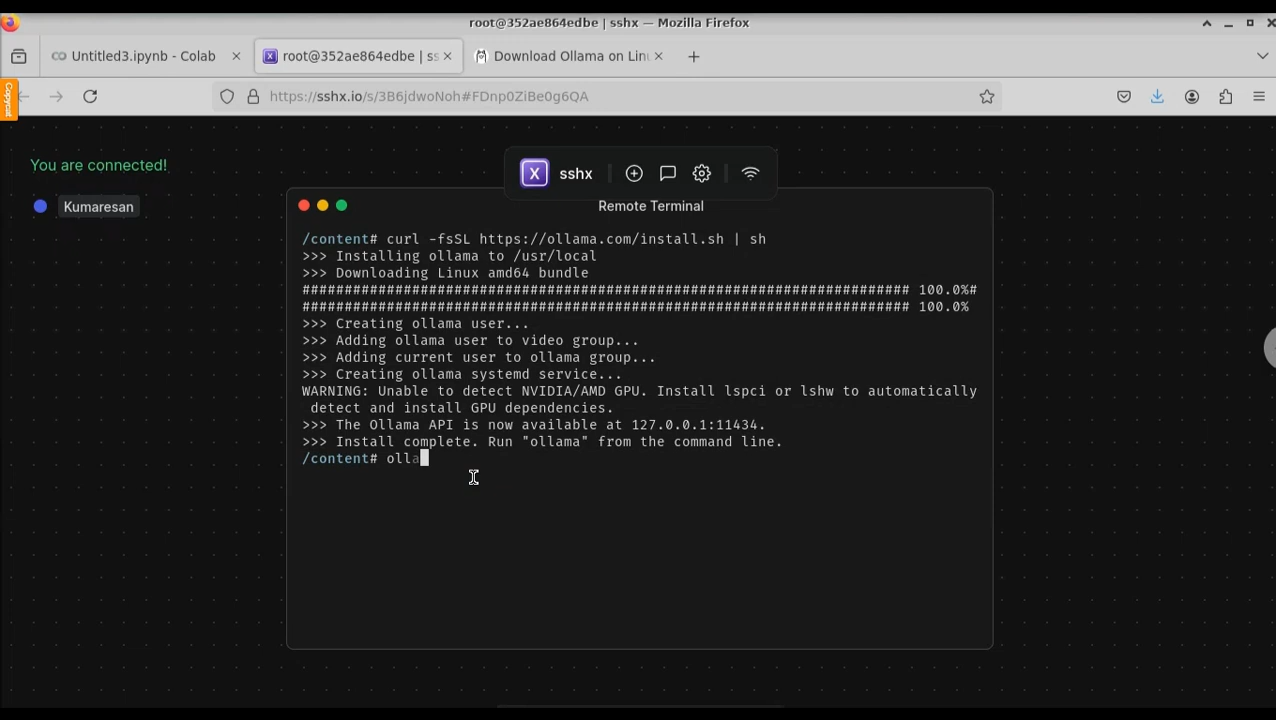 root@352ae864edbe | sshx — Mozilla Firefox
Untitled3.ipynb - Colab
root@352ae864edbe | ss
Download Ollama on Linu
https://sshx.io/s/3B6jdwoNoh#FDnp0ZiBe0g6QA
Copycat
You are connected!
X sshx
Kumaresan
Remote Terminal
/content# curl -fsSL https://ollama.com/install.sh | sh
>>> Installing ollama to /usr/local
>>> Downloading Linux amd64 bundle
######################################################################## 100.0%#
######################################################################## 100.0%
>>> Creating ollama user...
>>> Adding ollama user to video group...
>>> Adding current user to ollama group...
>>> Creating ollama systemd service...
WARNING: Unable to detect NVIDIA/AMD GPU. Install lspci or lshw to automatically
detect and install GPU dependencies.
>>> The Ollama API is now available at 127.0.0.1:11434.
>>> Install complete. Run "ollama" from the command line.
/content# olla